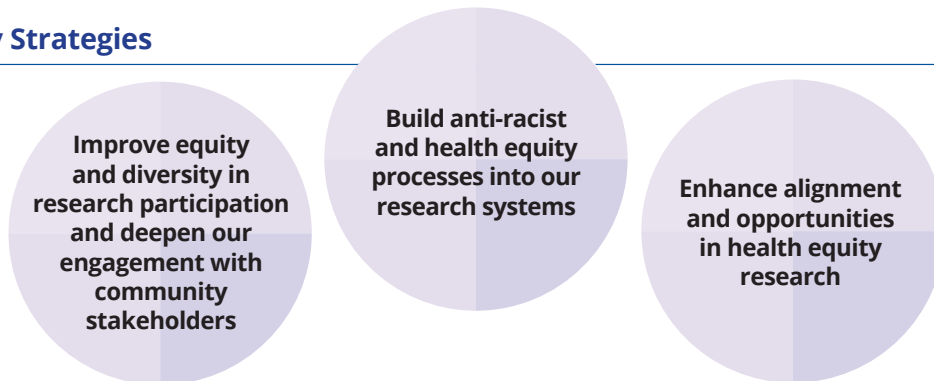 Strategies
Improve equity
and diversity in
research participation
and deepen our
engagement with
community
stakeholders
Build anti-racist
and health equity
processes into our
research systems
Enhance alignment
and opportunities
in health equity
research